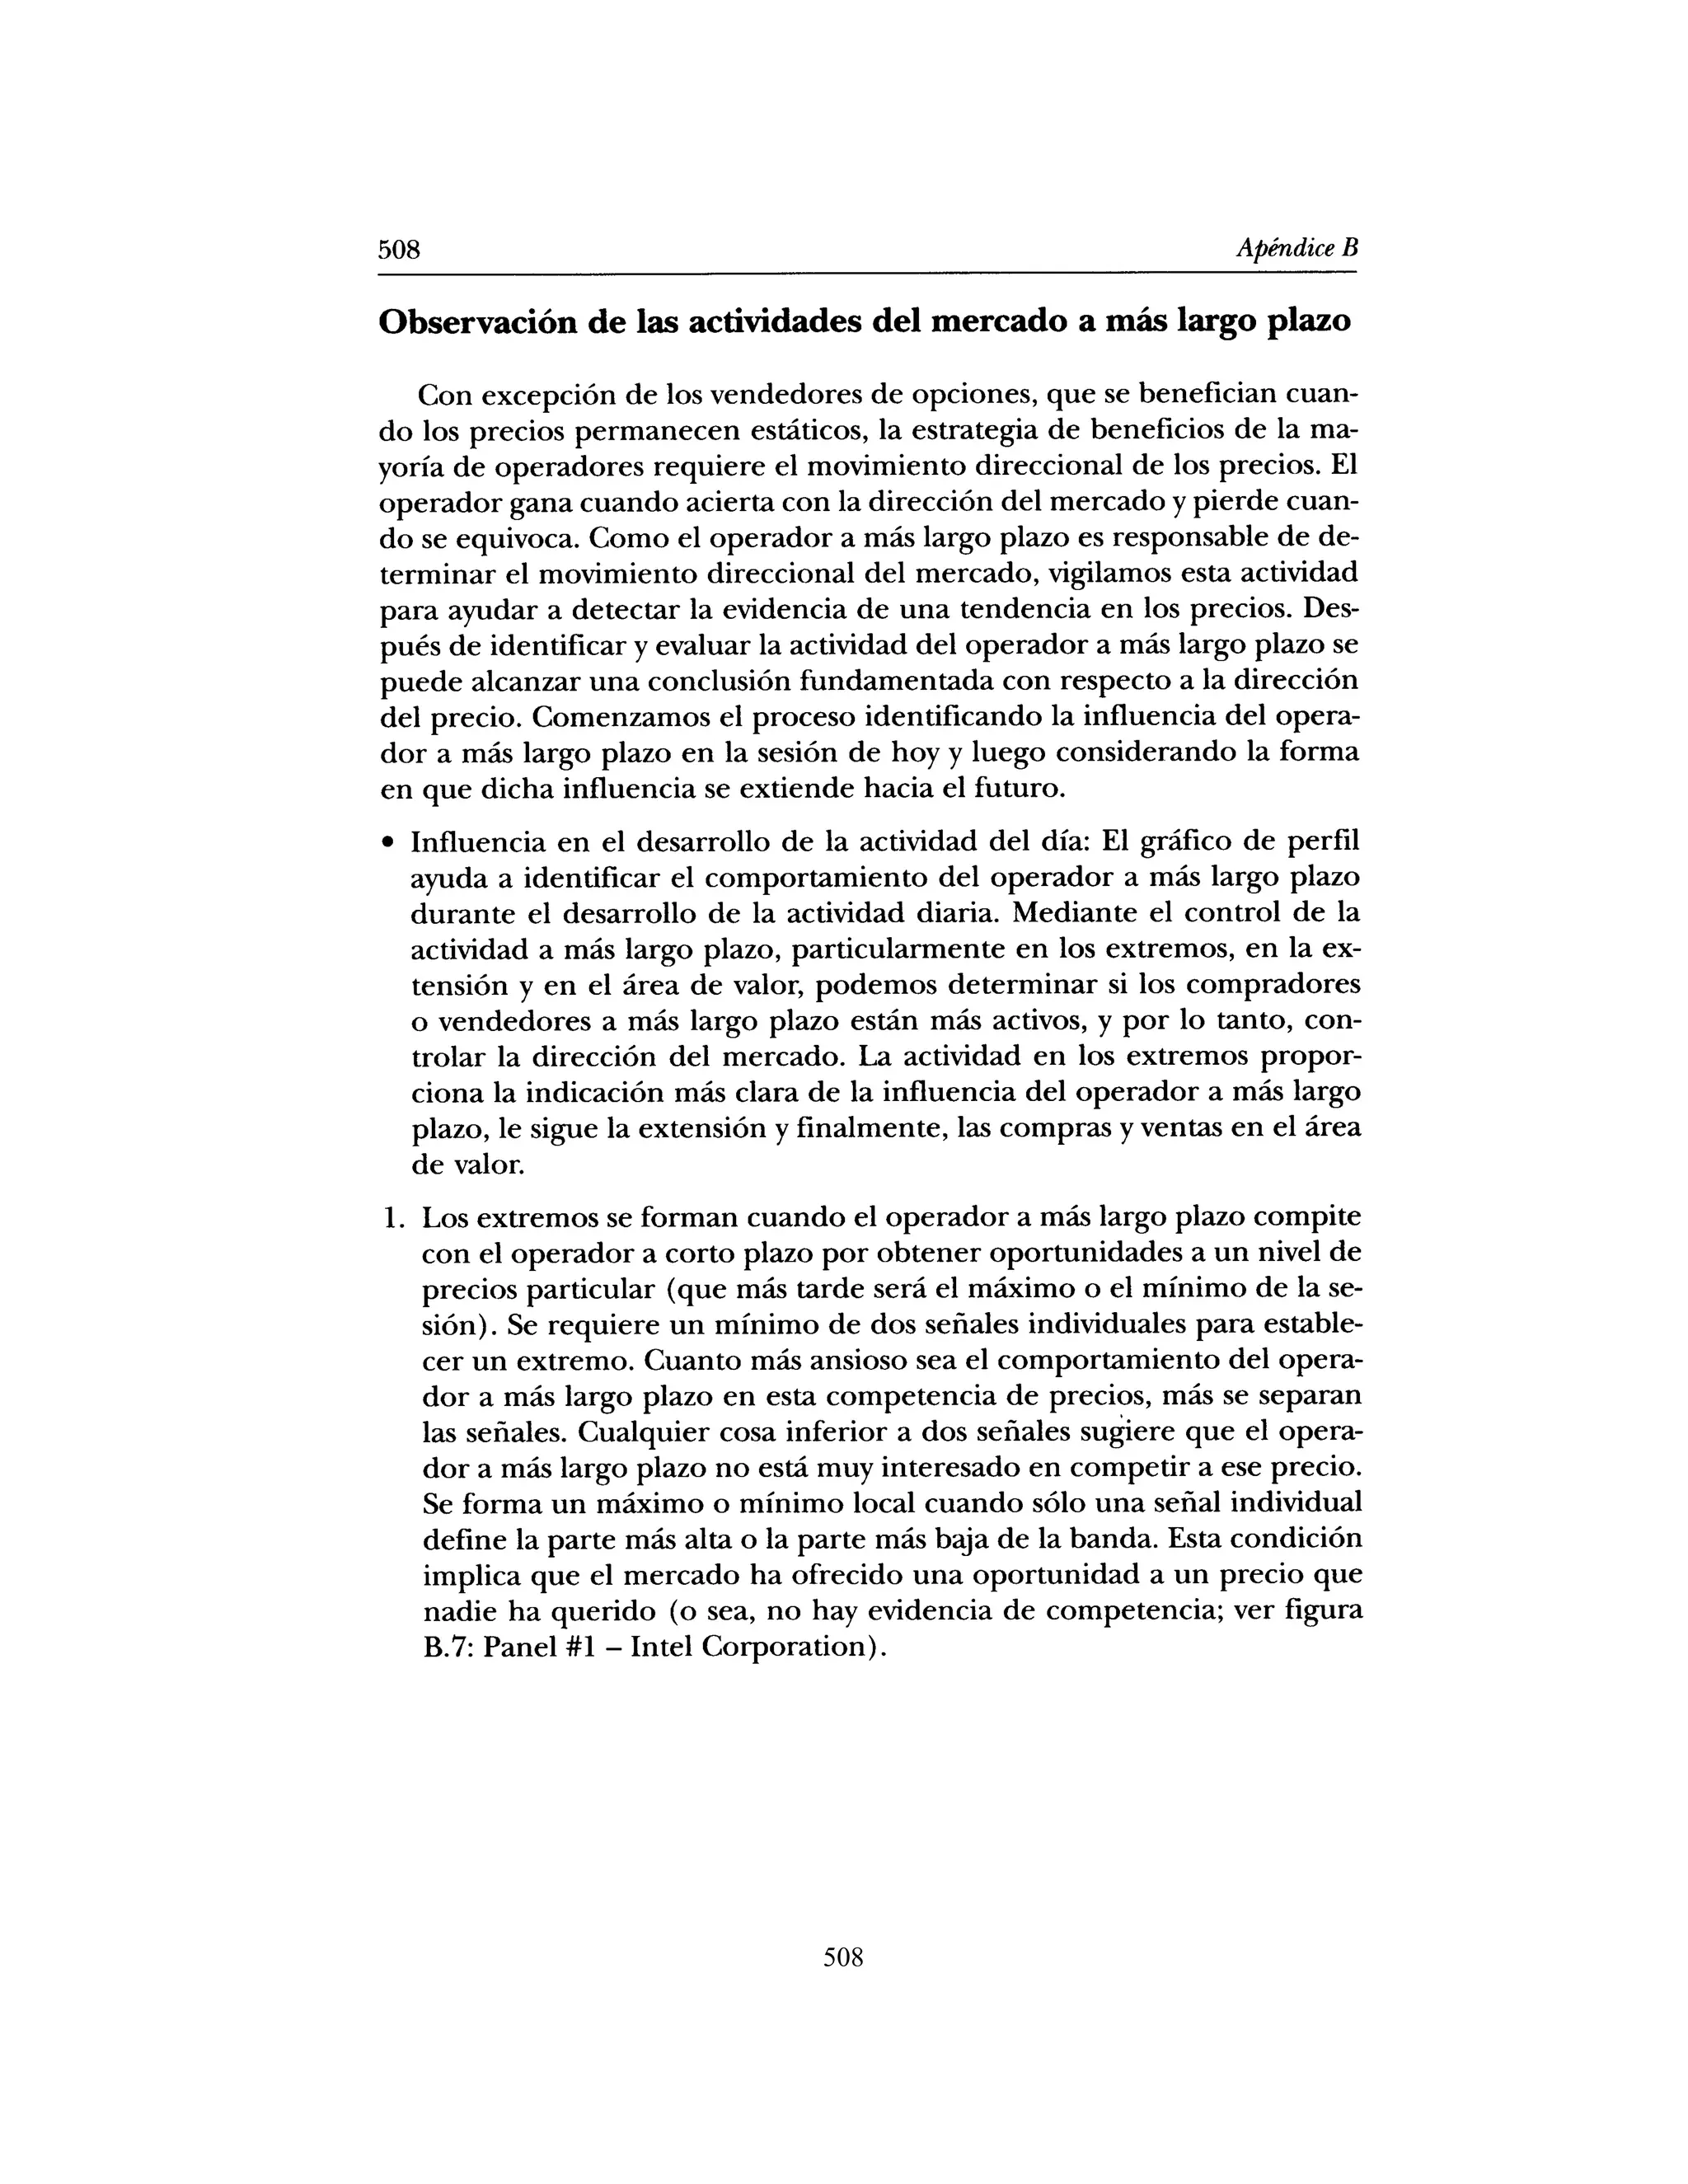 508
Apéndice B
Observación de las actividades del mercado a más largo plazo
Con excepción de los vendedores de opciones, que se benefician cuan-
do los precios permanecen estáticos, la estrategia de beneficios de la ma-
yoría de operadores requiere el movimiento direccional de los precios. El
operador gana cuando acierta con la dirección del mercado y pierde cuan-
do se equivoca. Como el operador a más largo plazo es responsable de de-
terminar el movimiento direccional del mercado, vigilamos esta actividad
para ayudar a detectar la evidencia de una tendencia en los precios. Des-
pués de identificar y evaluar la actividad del operador a más largo plazo se
puede alcanzar una conclusión fundamentada con respecto a la dirección
del precio. Comenzamos el proceso identificando la influencia del opera-
dor a más largo plazo en la sesión de hoy y luego considerando la forma
en que dicha influencia se extiende hacia el futuro.
• Influencia en el desarrollo de la actividad del día: El gráfico de perfil
ayuda a identificar el comportamiento del operador a más largo plazo
durante el desarrollo de la actividad diaria. Mediante el control de la
actividad a más largo plazo, particularmente en los extremos, en la ex-
tensión y en el área de valor, podemos determinar si los compradores
o vendedores a más largo plazo están más activos, y por lo tanto, con-
trolar la dirección del mercado. La actividad en los extremos propor-
ciona la indicación más clara de la influencia del operador a más largo
plazo, le sigue la extensión y finalmente, las compras y ventas en el área
de valor.
1. Los extremos se forman cuando el operador a más largo plazo compite
con el operador a corto plazo por obtener oportunidades a un nivel de
precios particular (que más tarde será el máximo o el mínimo de la se-
sión). Se requiere un mínimo de dos señales individuales para estable-
cer un extremo. Cuanto más ansioso sea el comportamiento del opera-
dor a más largo plazo en esta competencia de precios, más se separan
las señales. Cualquier cosa inferior a dos señales sugiere que el opera-
dor a más largo plazo no está muy interesado en competir a ese precio.
Se forma un máximo o mínimo local cuando sólo una señal individual
define la parte más alta o la parte más baja de la banda. Esta condición
implica que el mercado ha ofrecido una oportunidad a un precio que
nadie ha querido (o sea, no hay evidencia de competencia; ver figura
B.7: Panel #1 – Intel Corporation).
508